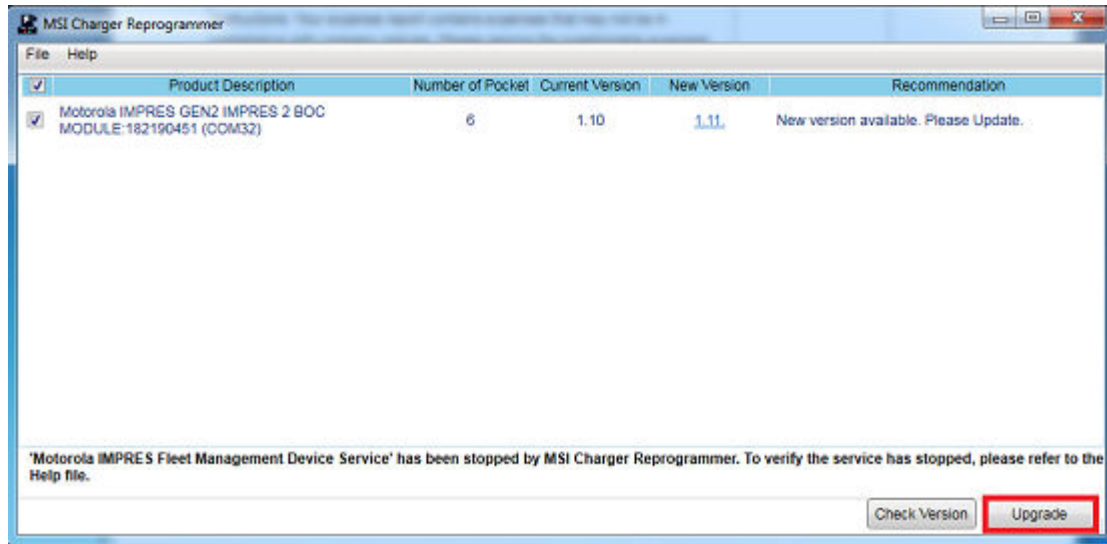 MSI Charger Reprogrammer
File Help
Product Description Number of Pocket Current Version New Version Recommendation
Motorola IMPRES GEN2 IMPRES 2 BOC
MODULE:182190451 (COM32) 6 1.10 1.11. New version available. Please Update.
'Motorola IMPRES Fleet Management Device Service' has been stopped by MSI Charger Reprogrammer. To verify the service has stopped, please refer to the
Help file.
Check Version Upgrade